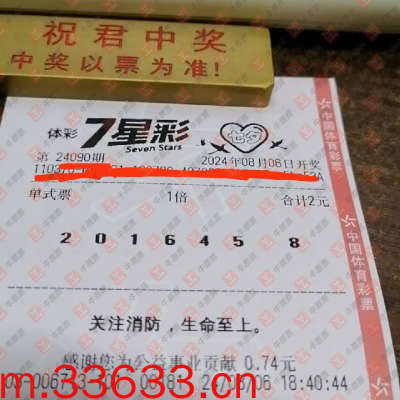 祝君中奖
中奖以票为准！
体彩 7星彩 七夕
Seven Stars
第 24090期 2024年08月06日开奖
单式票 1倍 合计2元
2 0 1 6 4 5 8
关注消防，生命至上。
感谢您为公益事业贡献 0.74元
24/08/06 18:40:44
m.33633.cn
中国体育彩票
中国体育彩票